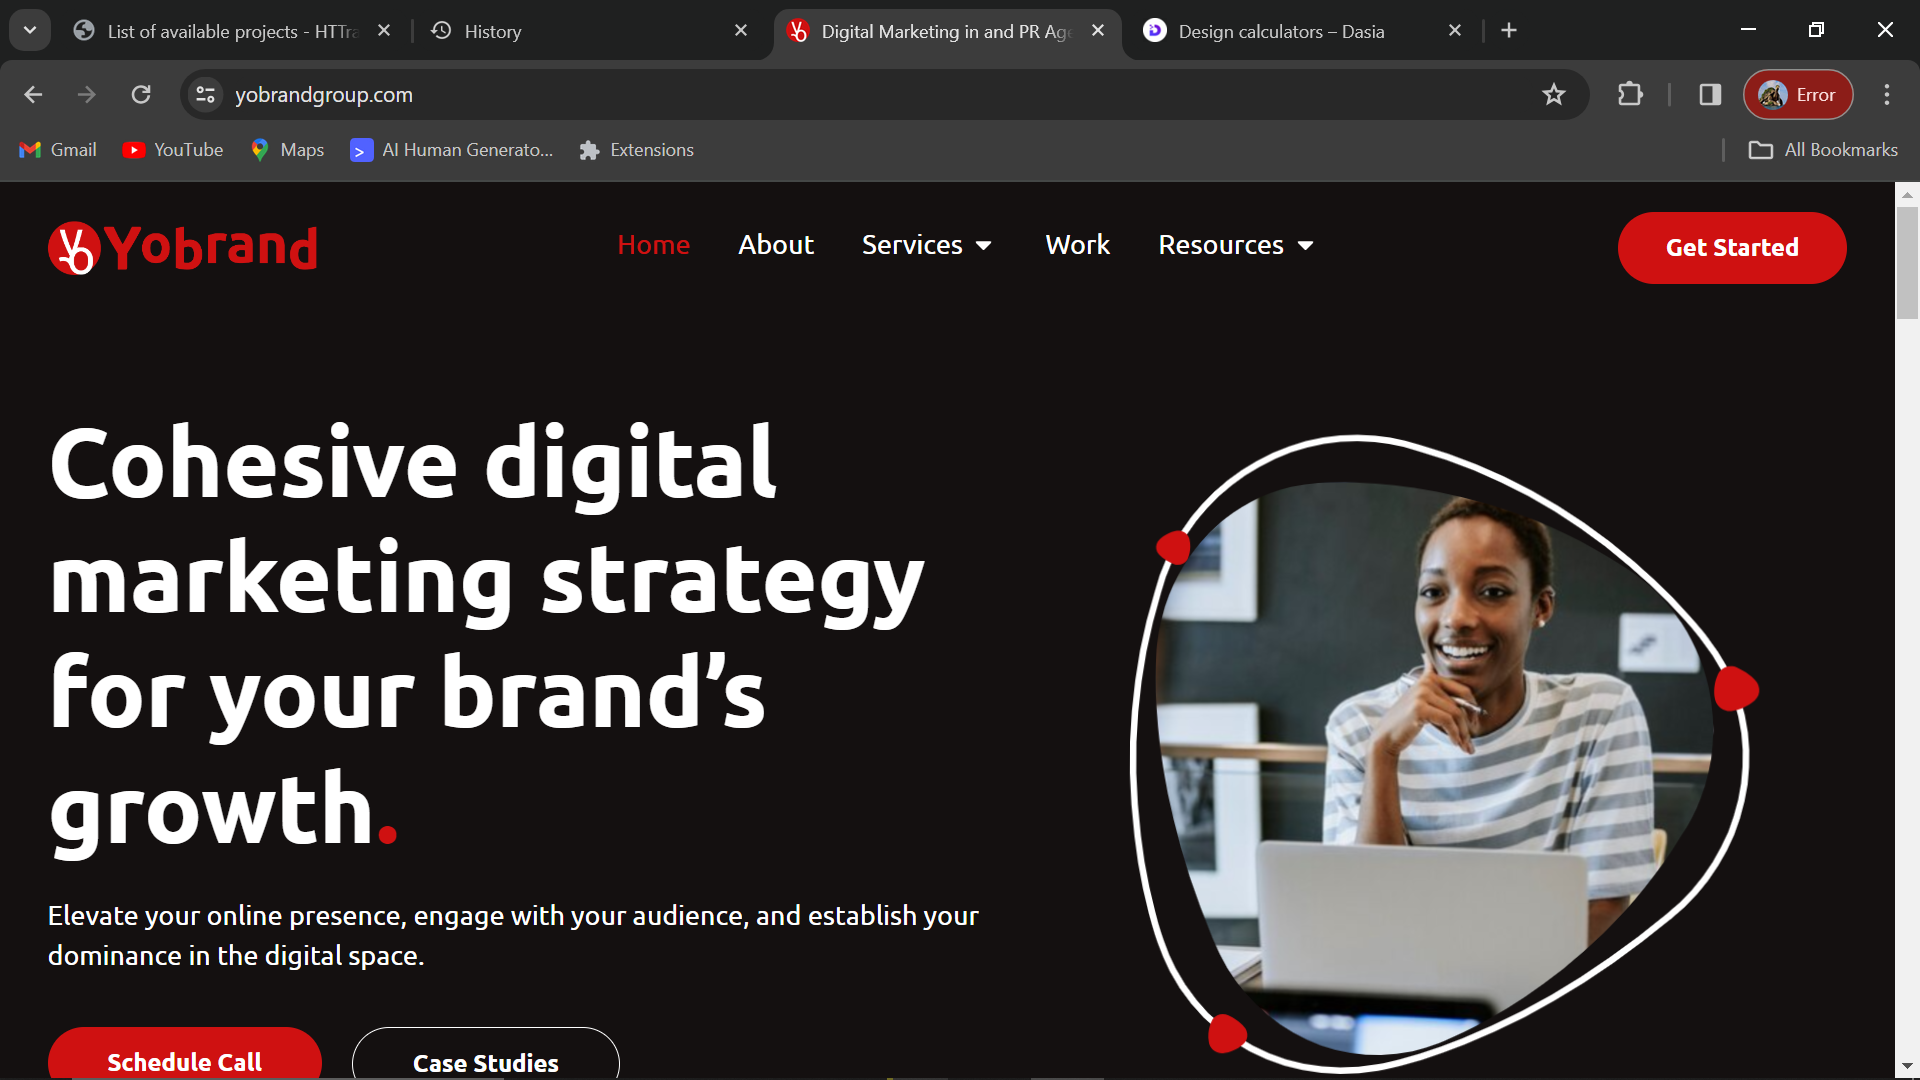 List of available projects - HTTra
History
Digital Marketing in and PR Age
Design calculators – Dasia
yobrandgroup.com
Error
Gmail
YouTube
Maps
AI Human Generato...
Extensions
All Bookmarks
Yobrand
Home
About
Services
Work
Resources
Get Started
Cohesive digital
marketing strategy
for your brand’s
growth.
Elevate your online presence, engage with your audience, and establish your
dominance in the digital space.
Schedule Call
Case Studies